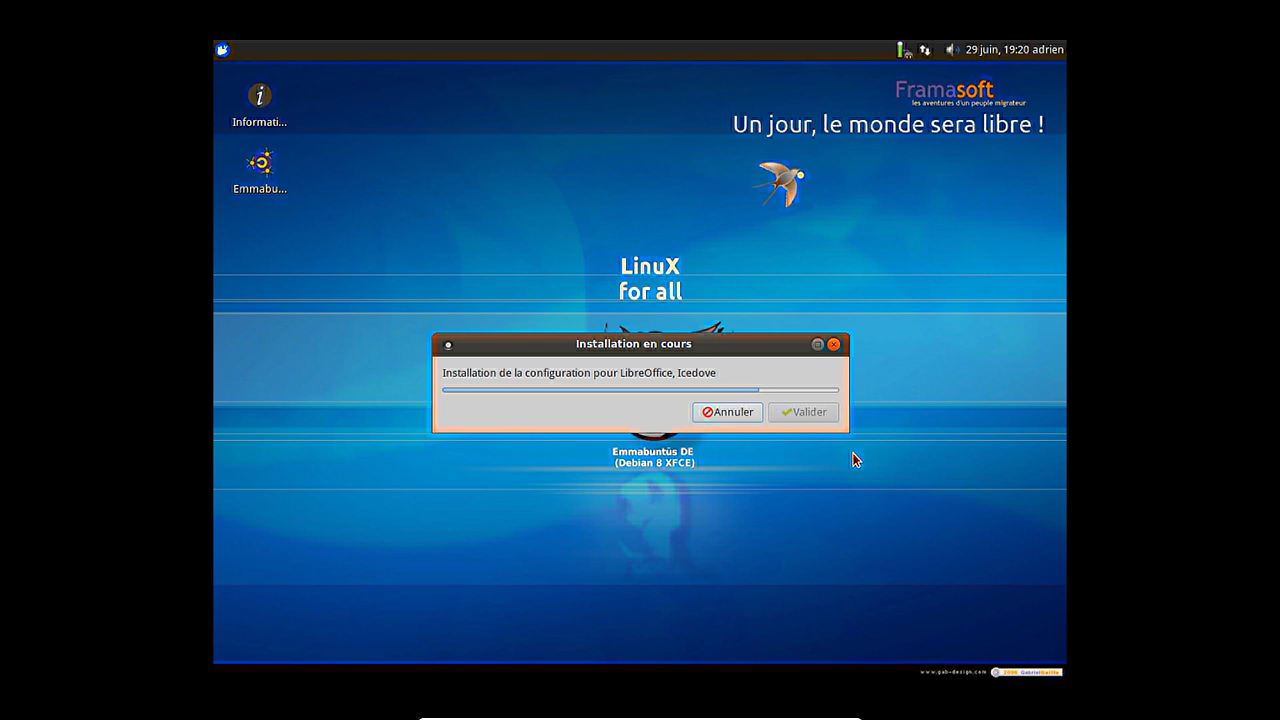 29 juin, 19:20 adrien
Informati...
Emmabu...
Framasoft
les aventures d'un peuple migrateur
Un jour, le monde sera libre !
LinuX
for all
Installation en cours
Installation de la configuration pour LibreOffice, Icedove
Annuler
Valider
Emmabuntüs DE
(Debian 8 XFCE)
www.gab-design.com